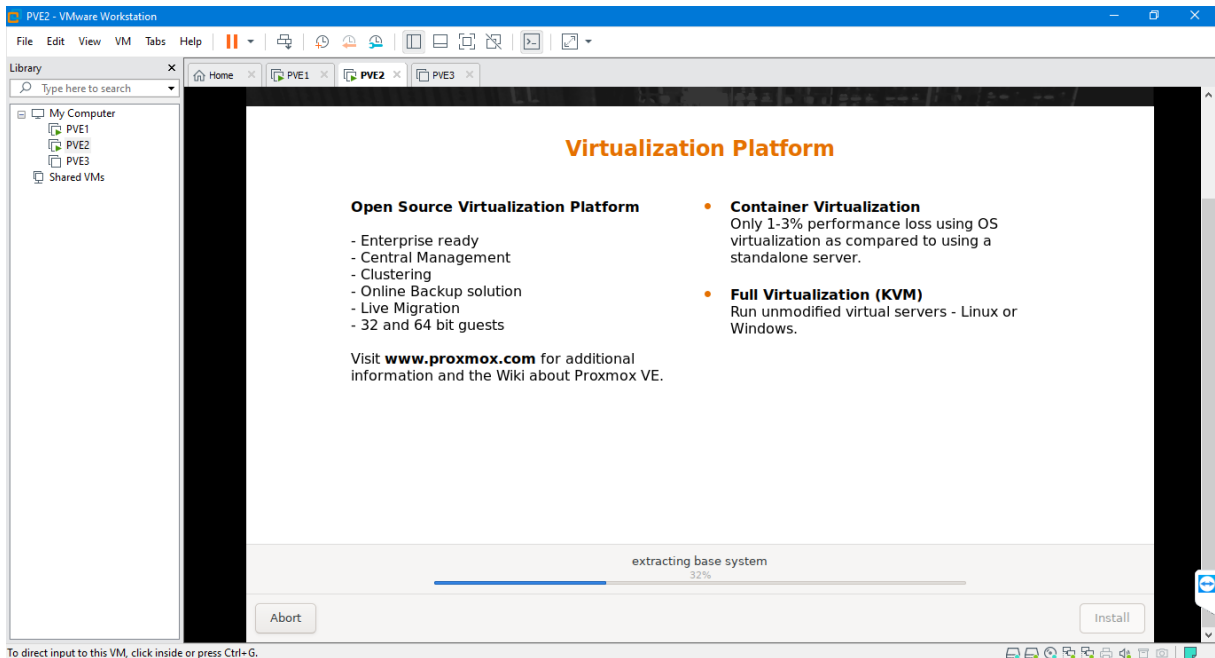 PVE2 - VMware Workstation
File Edit View VM Tabs Help
Library
Type here to search
My Computer
PVE1
PVE2
PVE3
Shared VMs
Home
PVE1
PVE2
PVE3
Virtualization Platform
Open Source Virtualization Platform
- Enterprise ready
- Central Management
- Clustering
- Online Backup solution
- Live Migration
- 32 and 64 bit guests
Visit www.proxmox.com for additional
information and the Wiki about Proxmox VE.
Container Virtualization
Only 1-3% performance loss using OS
virtualization as compared to using a
standalone server.
Full Virtualization (KVM)
Run unmodified virtual servers - Linux or
Windows.
extracting base system
32%
Abort
Install
To direct input to this VM, click inside or press Ctrl+G.